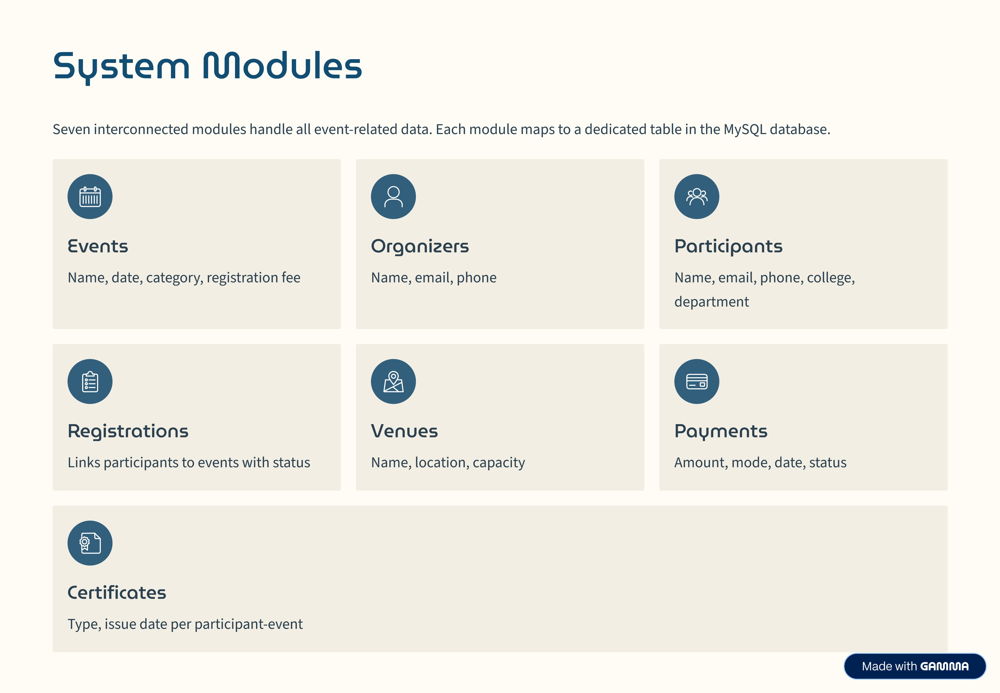 System Modules
Seven interconnected modules handle all event-related data. Each module maps to a dedicated table in the MySQL database.
Events
Name, date, category, registration fee
Organizers
Name, email, phone
Participants
Name, email, phone, college,
department
Registrations
Links participants to events with status
Venues
Name, location, capacity
Payments
Amount, mode, date, status
Certificates
Type, issue date per participant-event
Made with GAMMA